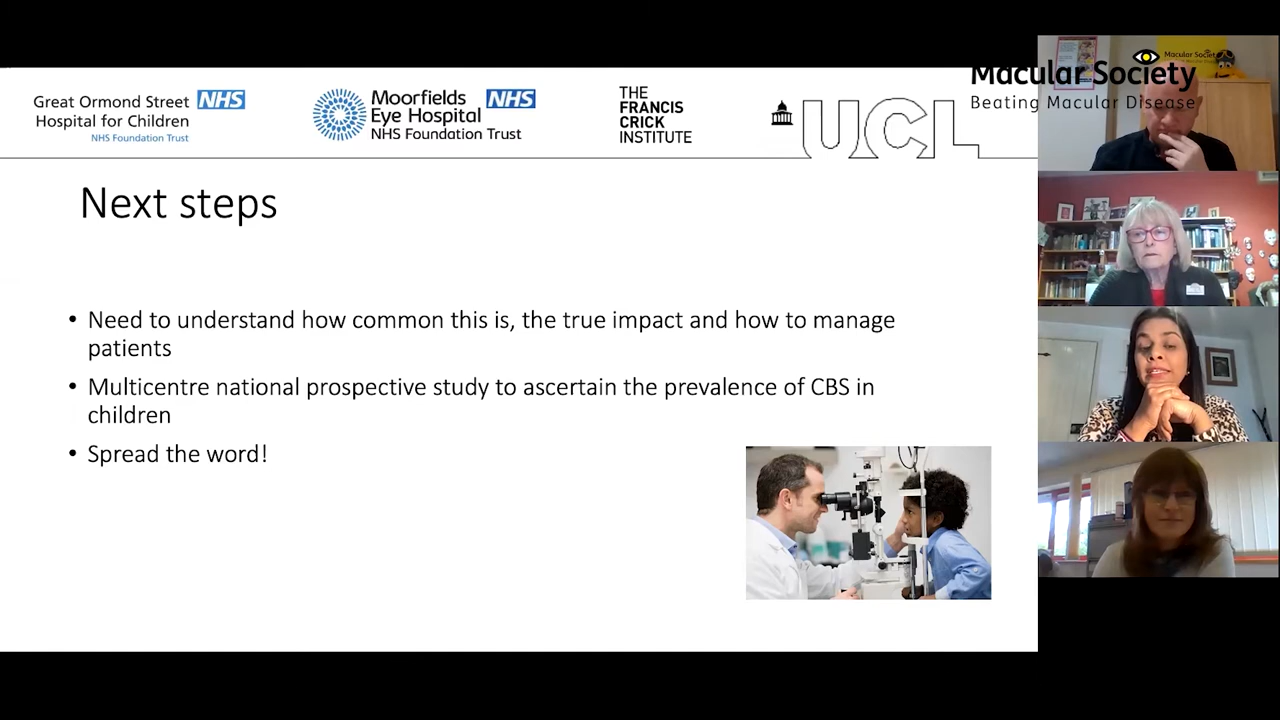 Great Ormond Street NHS
Hospital for Children
NHS Foundation Trust
Moorfields NHS
Eye Hospital
NHS Foundation Trust
THE
FRANCIS
CRICK
INSTITUTE
UCL
Macular Society
Beating Macular Disease
Macular Society
Next steps
• Need to understand how common this is, the true impact and how to manage
patients
• Multicentre national prospective study to ascertain the prevalence of CBS in
children
• Spread the word!